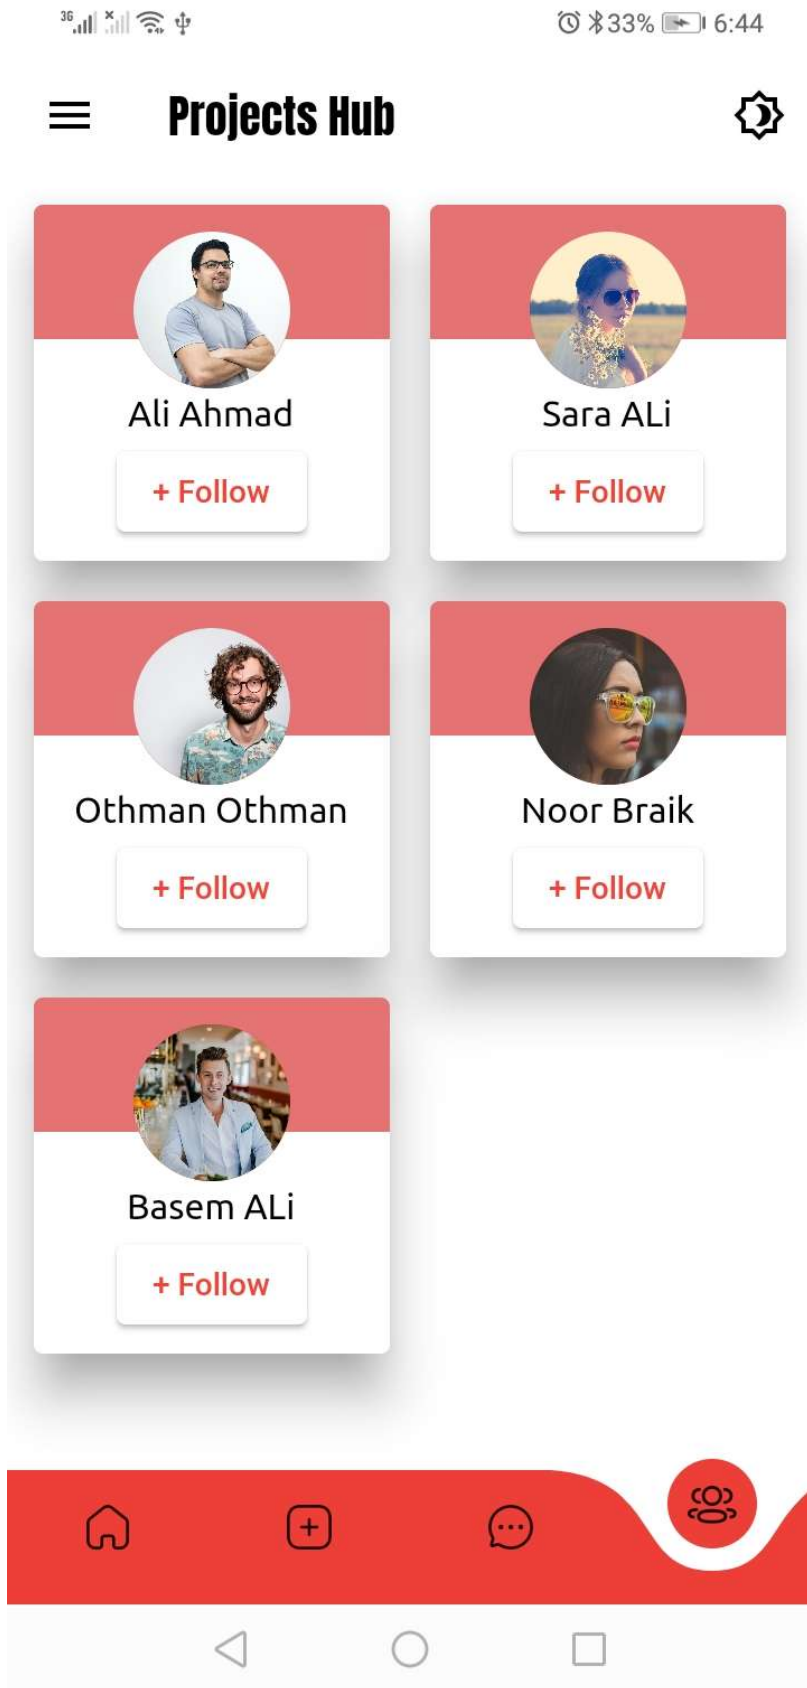 3G 33% 6:44
Projects Hub
Ali Ahmad
+ Follow
Sara ALi
+ Follow
Othman Othman
+ Follow
Noor Braik
+ Follow
Basem ALi
+ Follow